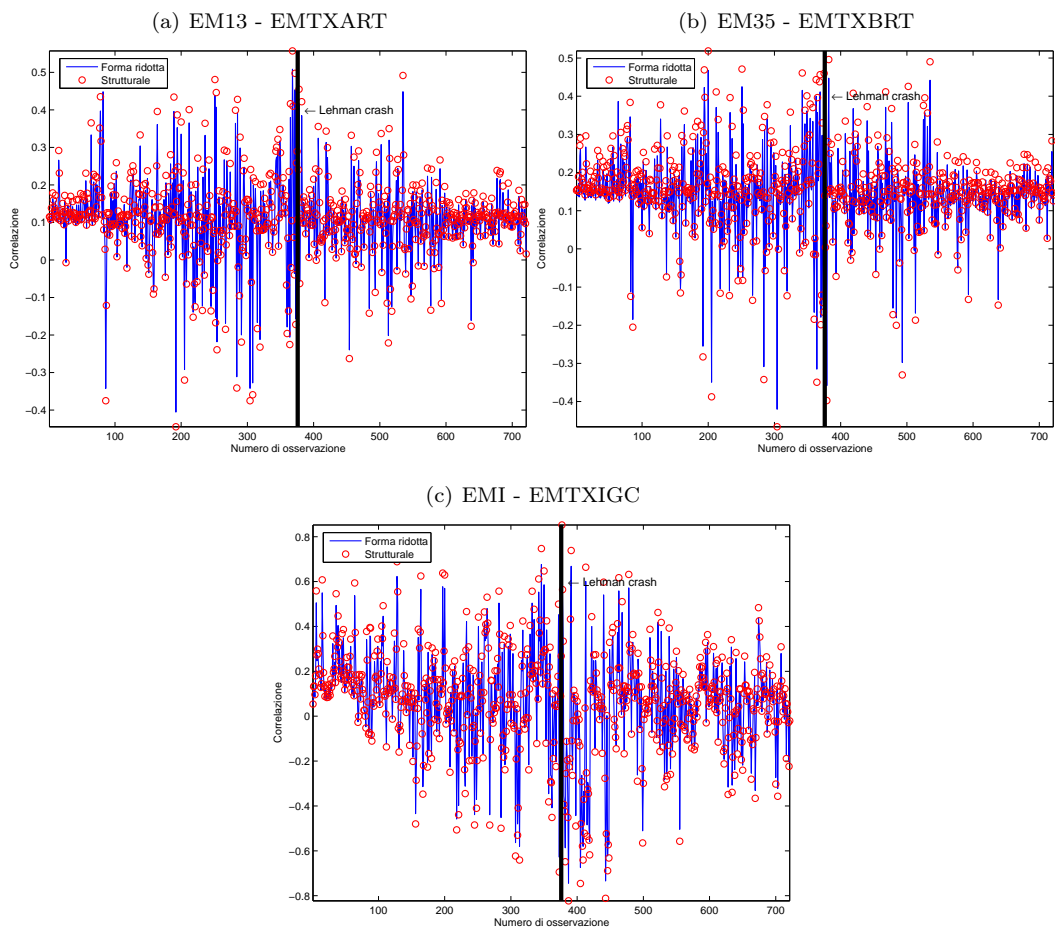 (a) EM13 - EMTXART
0.5
0.4
0.3
0.2
0.1
0
−0.1
−0.2
−0.3
−0.4
Correlazione
Forma ridotta
Strutturale
← Lehman crash
100 200 300 400 500 600 700
Numero di osservazione
(b) EM35 - EMTXBRT
0.5
0.4
0.3
0.2
0.1
0
−0.1
−0.2
−0.3
−0.4
Correlazione
Forma ridotta
Strutturale
← Lehman crash
100 200 300 400 500 600 700
Numero di osservazione
(c) EMI - EMTXIGC
0.8
0.6
0.4
0.2
0
−0.2
−0.4
−0.6
−0.8
Correlazione
Forma ridotta
Strutturale
← Lehman crash
100 200 300 400 500 600 700
Numero di osservazione